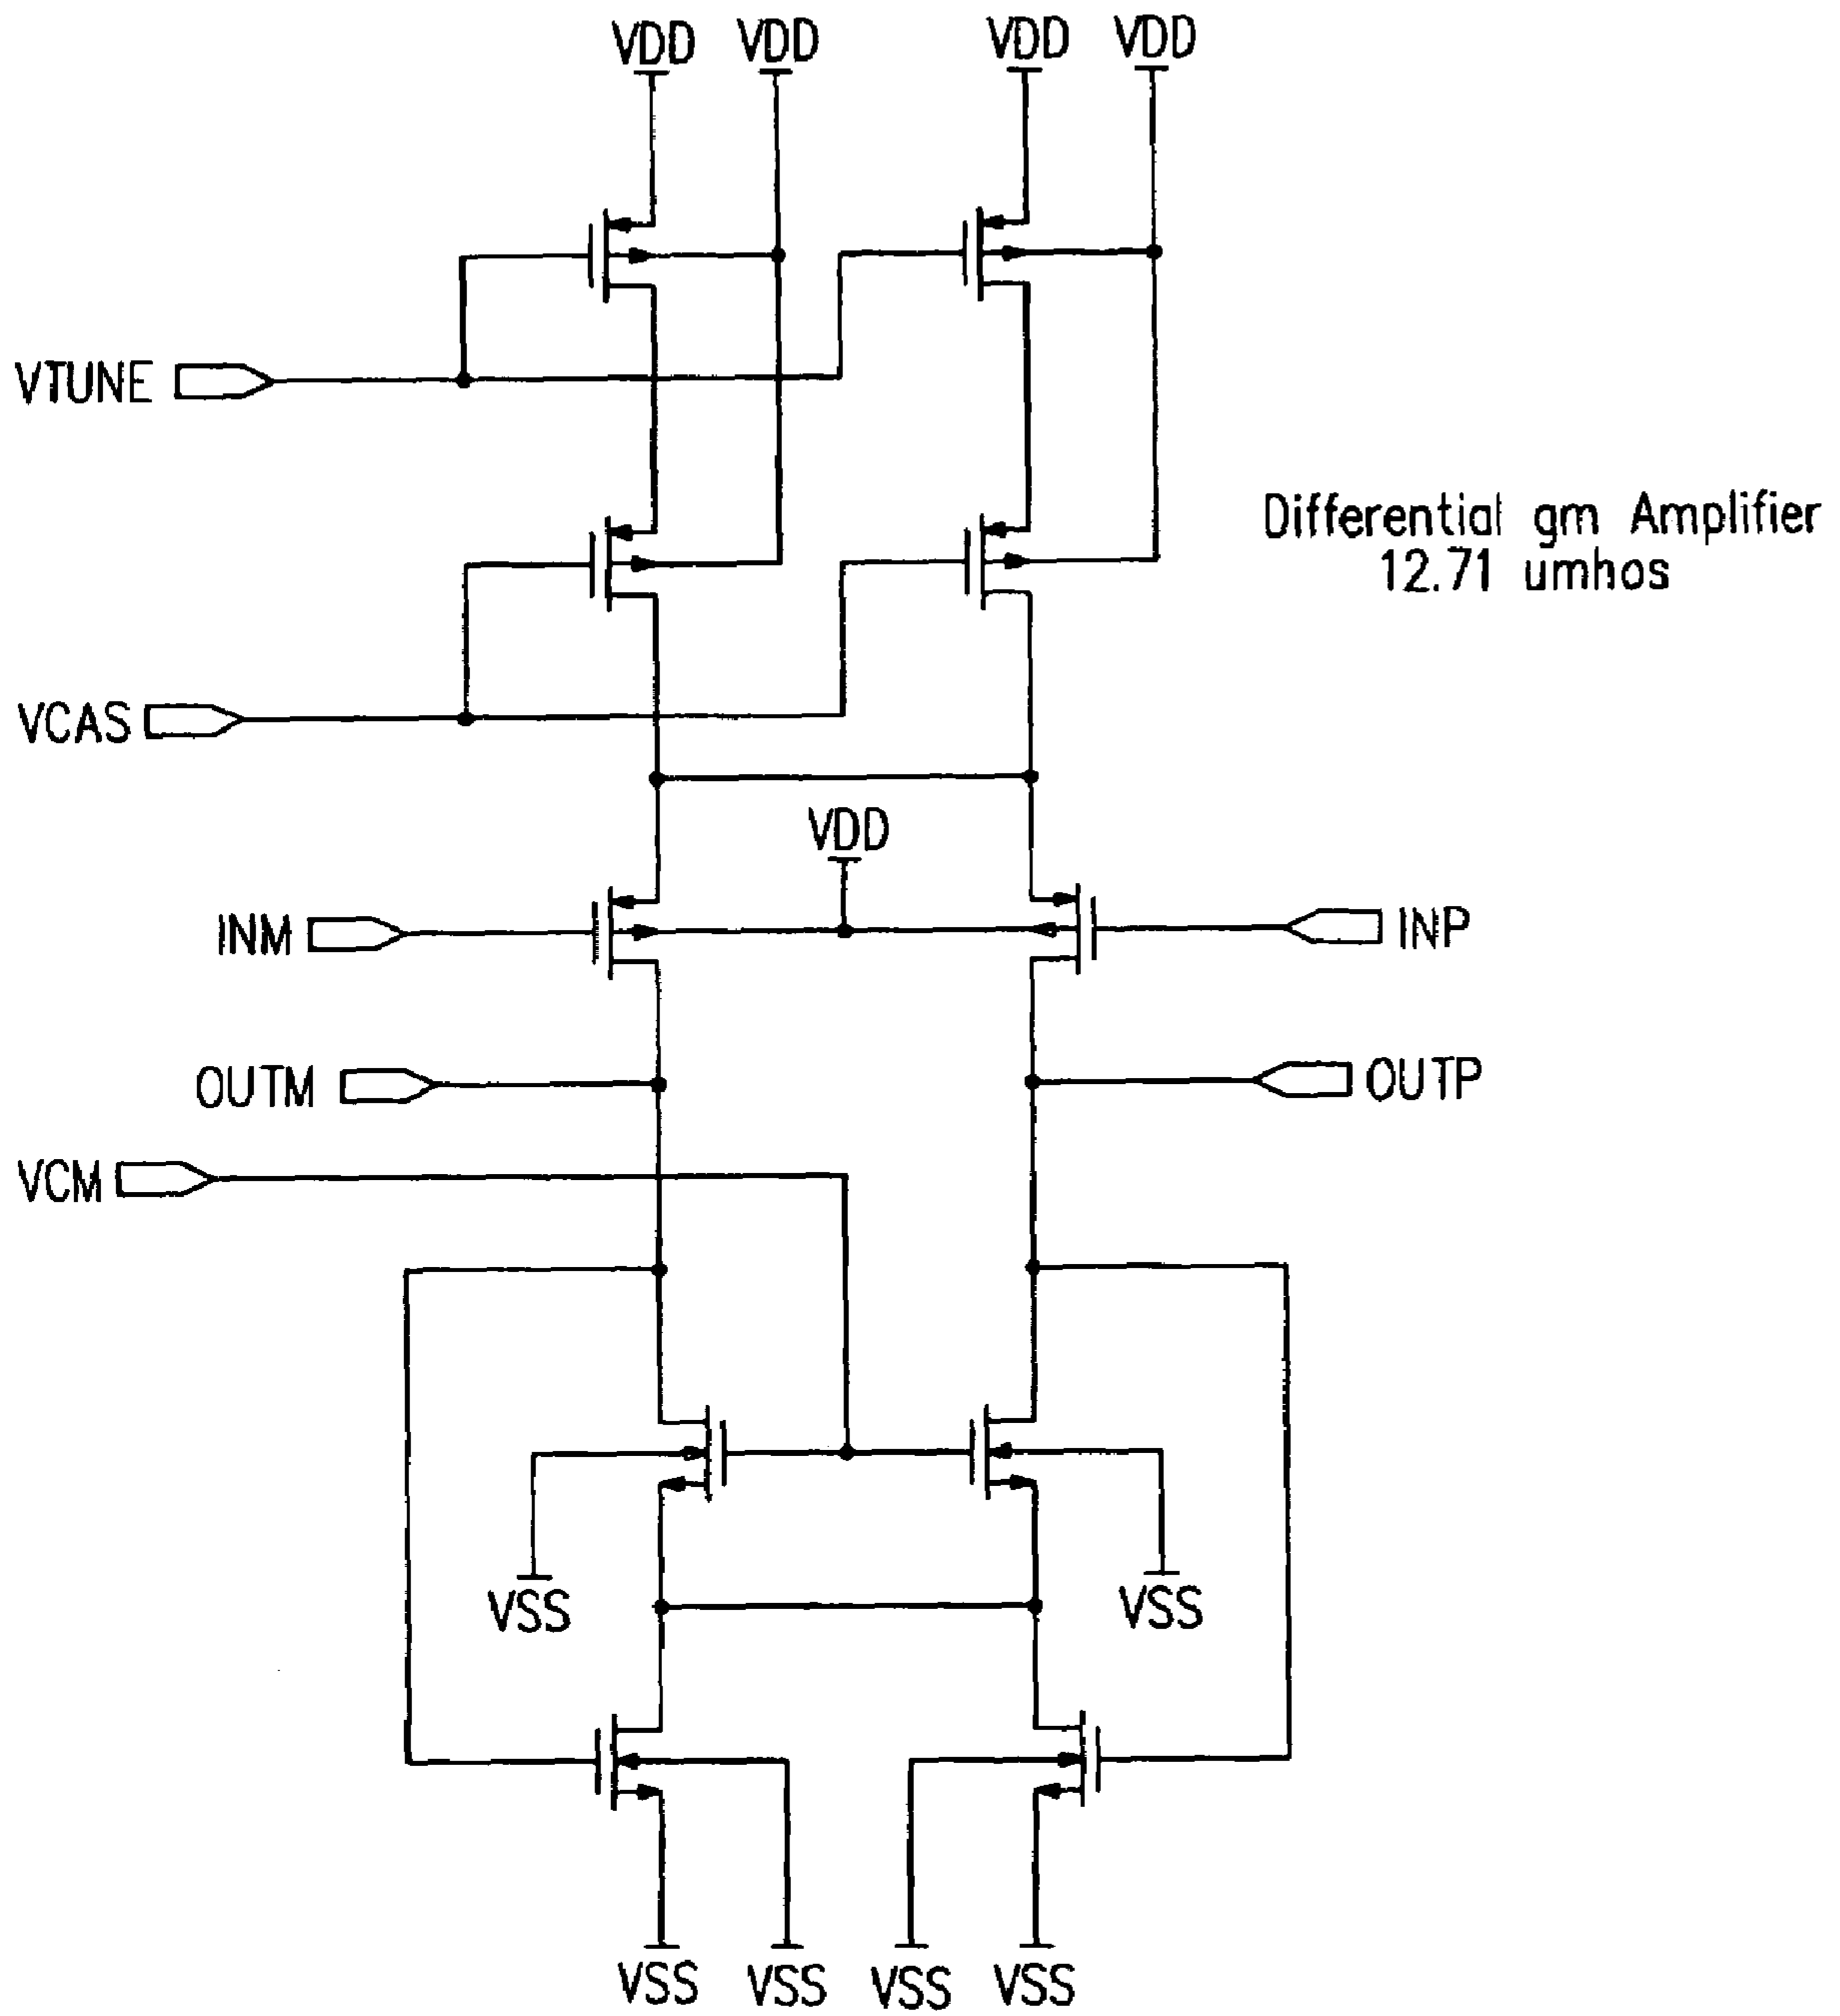 VDD VDD VDD VDD
VTUNE
Differential gm Amplifier
12.71 umhos
VCAS
VDD
INM INP
OUTM OUTP
VCM
VSS VSS
VSS VSS VSS VSS